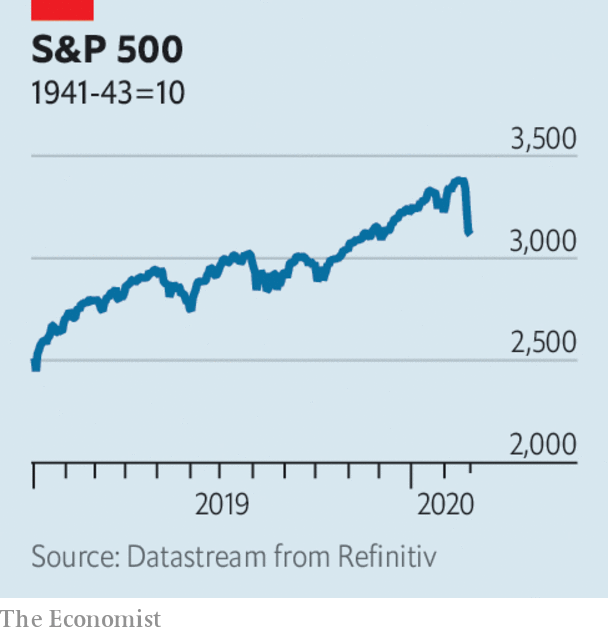 S&P 500
1941-43=10
3,500
3,000
2,500
2,000
2019 2020
Source: Datastream from Refinitiv
The Economist